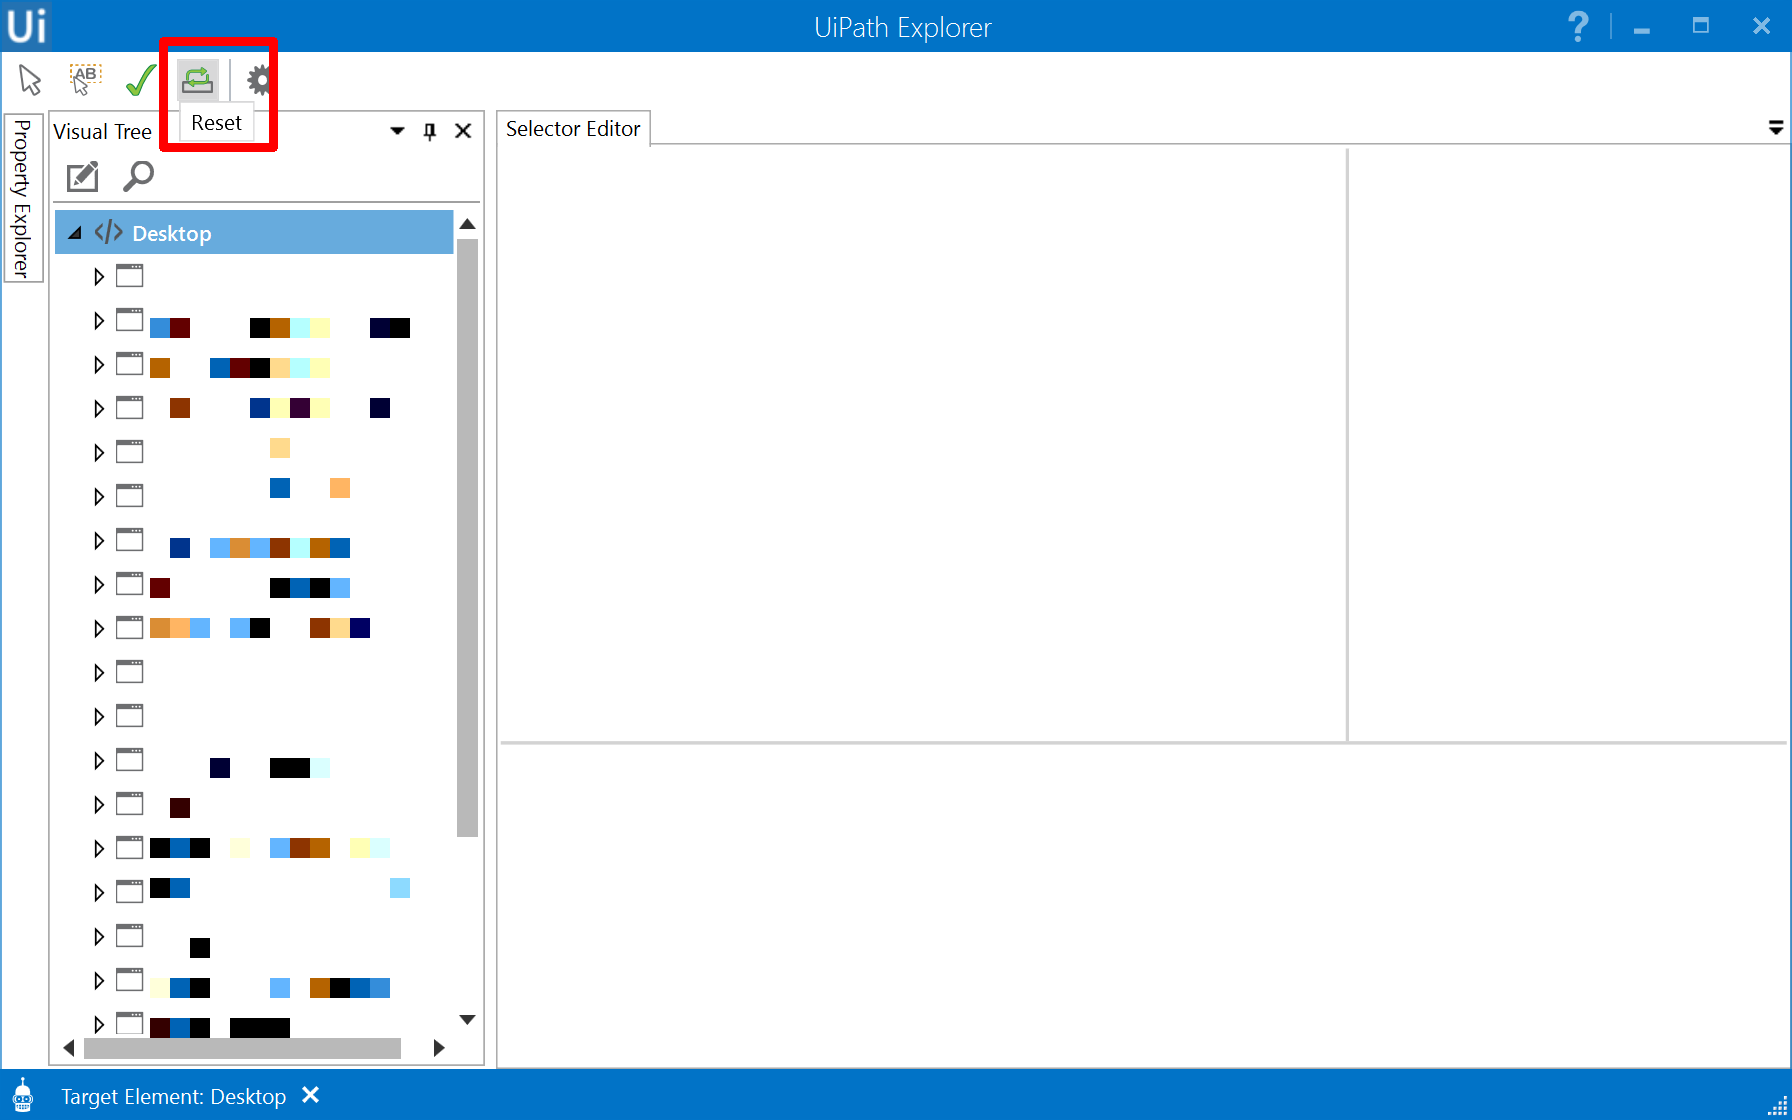 Ui
UiPath Explorer
AB
Reset
Property Explorer
Visual Tree
Selector Editor
</> Desktop
Target Element: Desktop